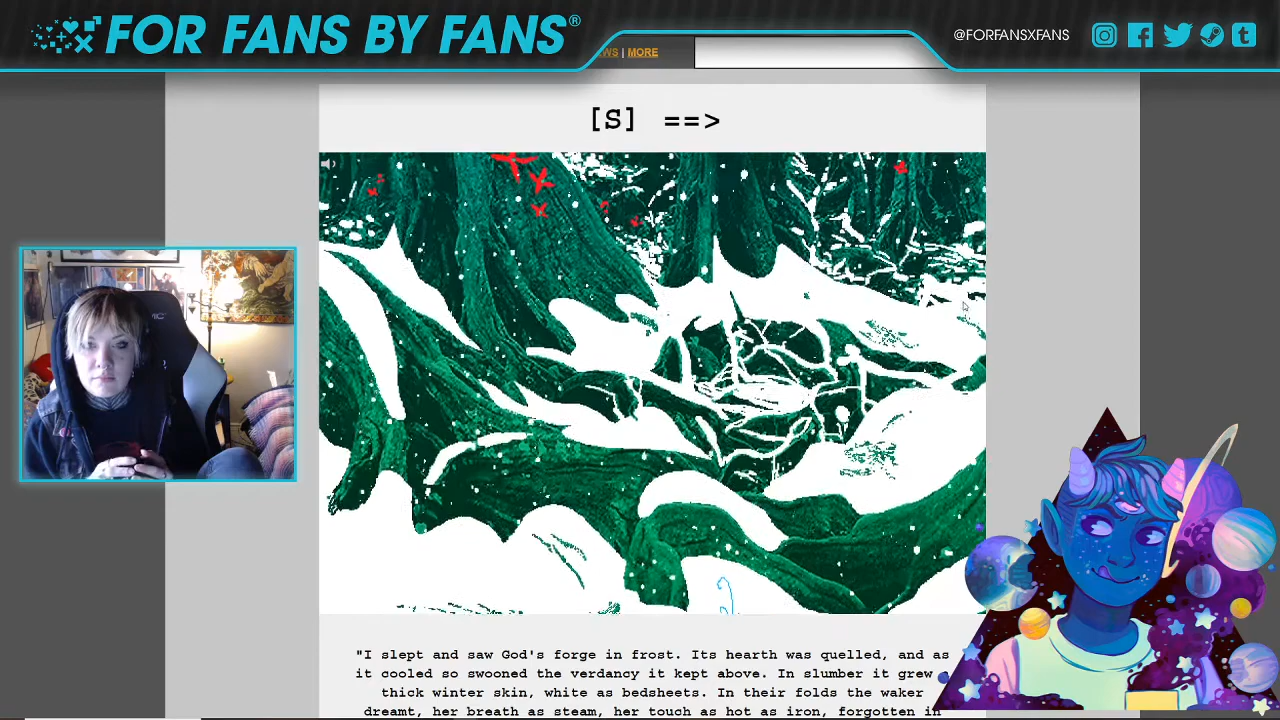 FOR FANS BY FANS®
@FORFANSXFANS
WS | MORE
[S] ==>
"I slept and saw God's forge in frost. Its hearth was quelled, and as
it cooled so swooned the verdancy it kept above. In slumber it grew
thick winter skin, white as bedsheets. In their folds the waker
dreamt, her breath as steam, her touch as hot as iron, forgotten in